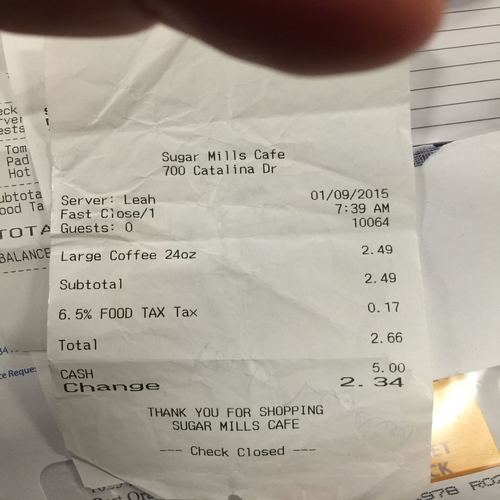 Sugar Mills Cafe
700 Catalina Dr
Server: Leah 01/09/2015
Fast Close/1 7:39 AM
Guests: 0 10064
Large Coffee 24oz 2.49
Subtotal 2.49
6.5% FOOD TAX Tax 0.17
Total 2.66
CASH 5.00
Change 2.34
THANK YOU FOR SHOPPING
SUGAR MILLS CAFE
--- Check Closed ---
eck
rver
ests
Tom
Pad
Hot
ubtota
ood Ta
TOTA
BALANCE